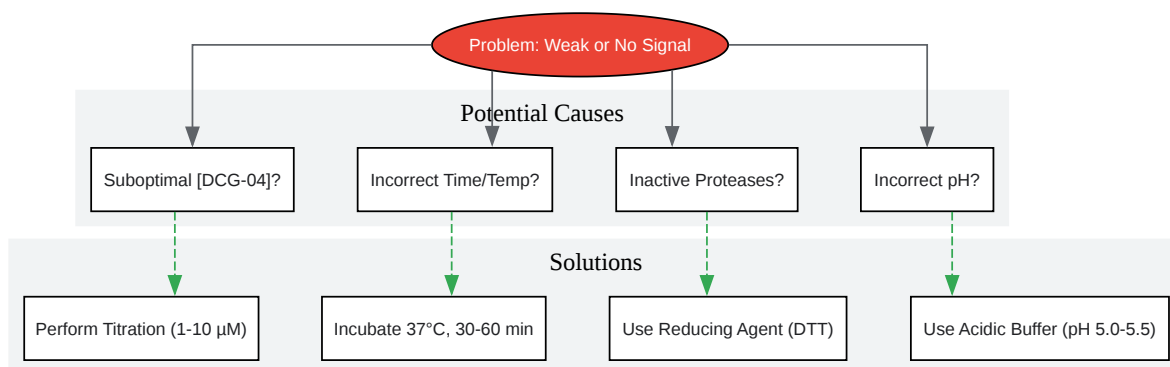 Problem: Weak or No Signal
Potential Causes
Suboptimal [DCG-04]?
Incorrect Time/Temp?
Inactive Proteases?
Incorrect pH?
Solutions
Perform Titration (1-10 µM)
Incubate 37°C, 30-60 min
Use Reducing Agent (DTT)
Use Acidic Buffer (pH 5.0-5.5)